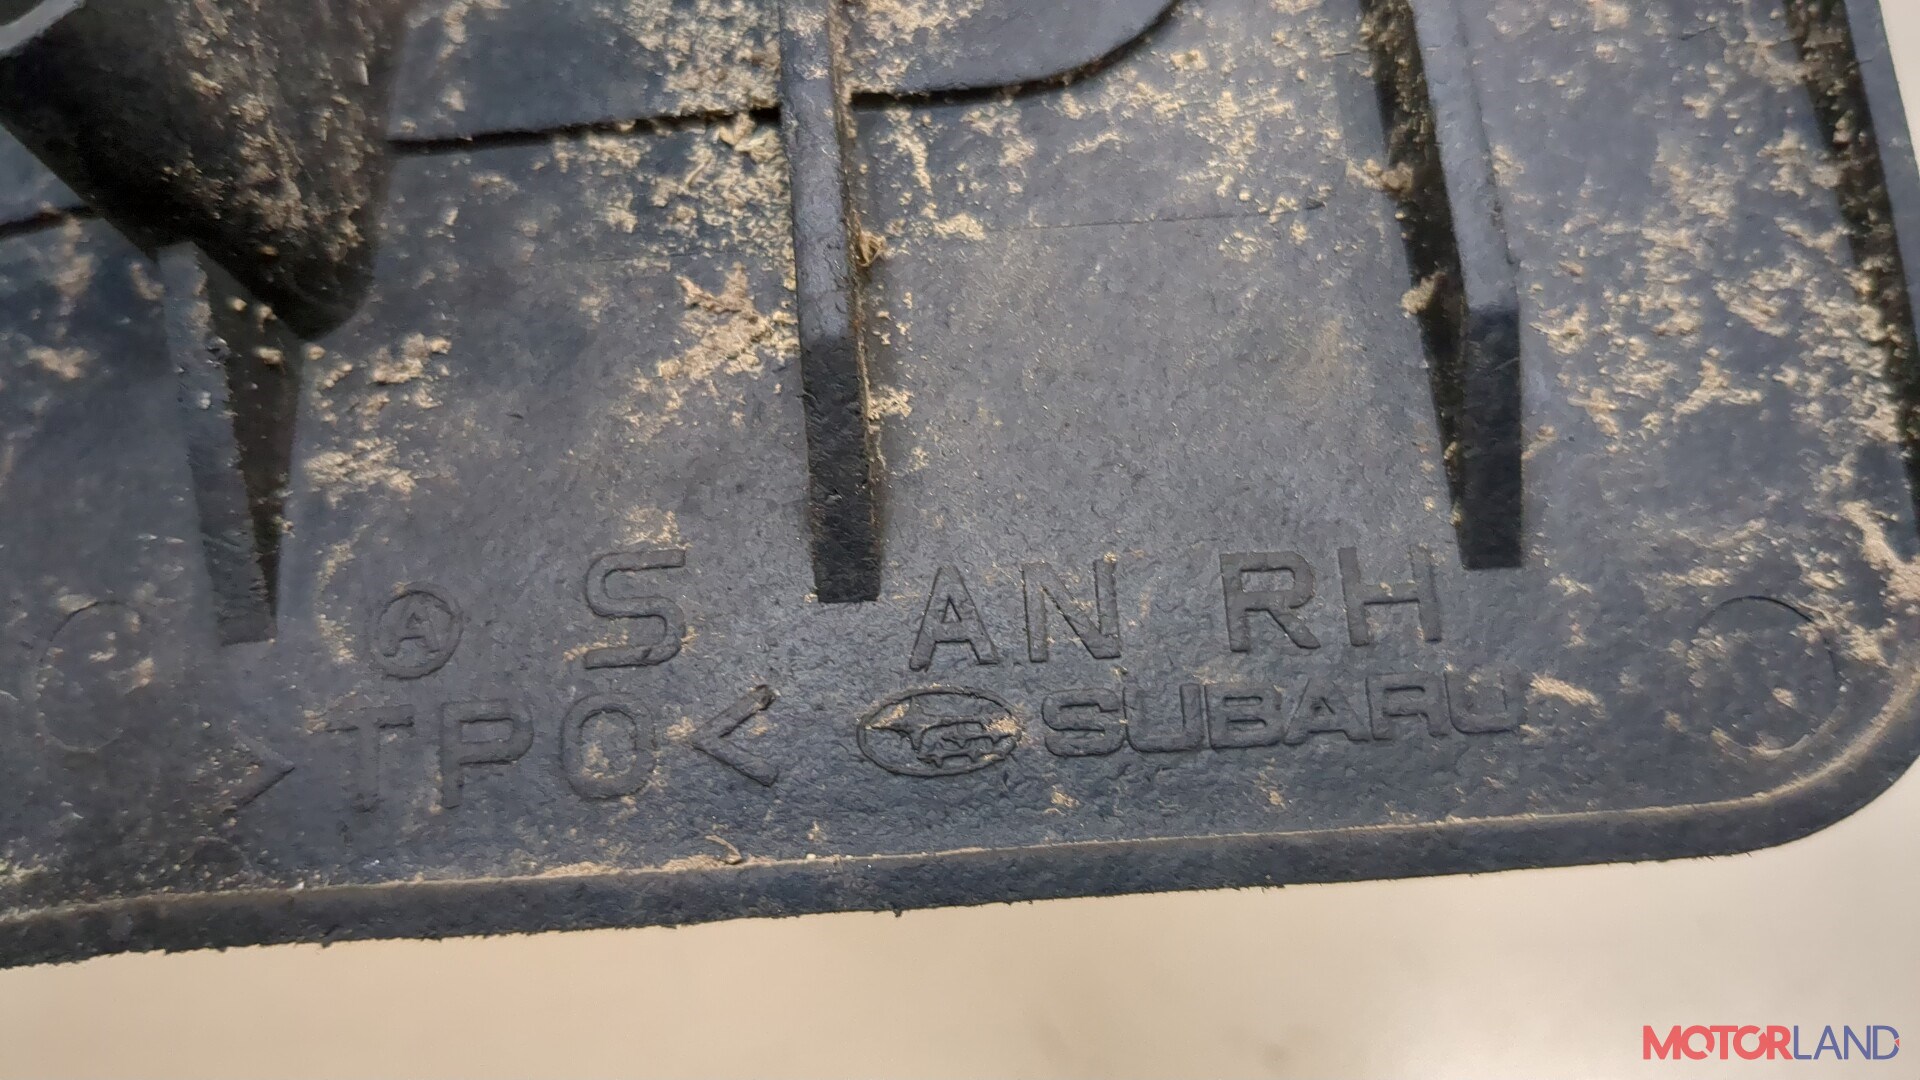 A S AN RH
>TPO< SUBARU
MOTORLAND